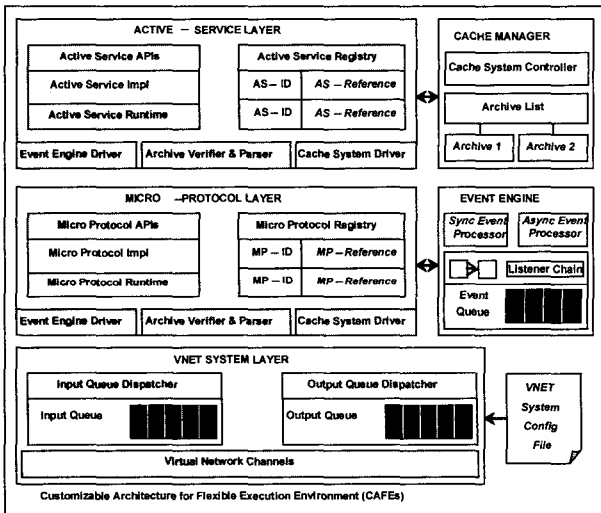 ACTIVE – SERVICE LAYER
Active Service APIs
Active Service Impl
Active Service Runtime
Active Service Registry
AS – ID
AS – Reference
AS – ID
AS – Reference
Event Engine Driver
Archive Verifier & Parser
Cache System Driver
CACHE MANAGER
Cache System Controller
Archive List
Archive 1
Archive 2
MICRO –PROTOCOL LAYER
Micro Protocol APIs
Micro Protocol Impl
Micro Protocol Runtime
Micro Protocol Registry
MP – ID
MP – Reference
MP – ID
MP – Reference
Event Engine Driver
Archive Verifier & Parser
Cache System Driver
EVENT ENGINE
Sync Event
Processor
Async Event
Processor
Listener Chain
Event
Queue
VNET SYSTEM LAYER
Input Queue Dispatcher
Input Queue
Output Queue Dispatcher
Output Queue
Virtual Network Channels
VNET
System
Config
File
Customizable Architecture for Flexible Execution Environment (CAFEs)